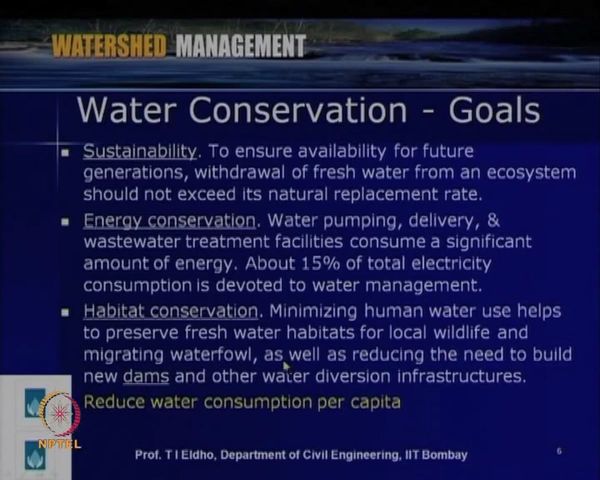 WATERSHED MANAGEMENT
Water Conservation - Goals
Sustainability. To ensure availability for future
generations, withdrawal of fresh water from an ecosystem
should not exceed its natural replacement rate.
Energy conservation. Water pumping, delivery, &
wastewater treatment facilities consume a significant
amount of energy. About 15% of total electricity
consumption is devoted to water management.
Habitat conservation. Minimizing human water use helps
to preserve fresh water habitats for local wildlife and
migrating waterfowl, as well as reducing the need to build
new dams and other water diversion infrastructures.
Reduce water consumption per capita
NPTEL
Prof. T I Eldho, Department of Civil Engineering, IIT Bombay
6